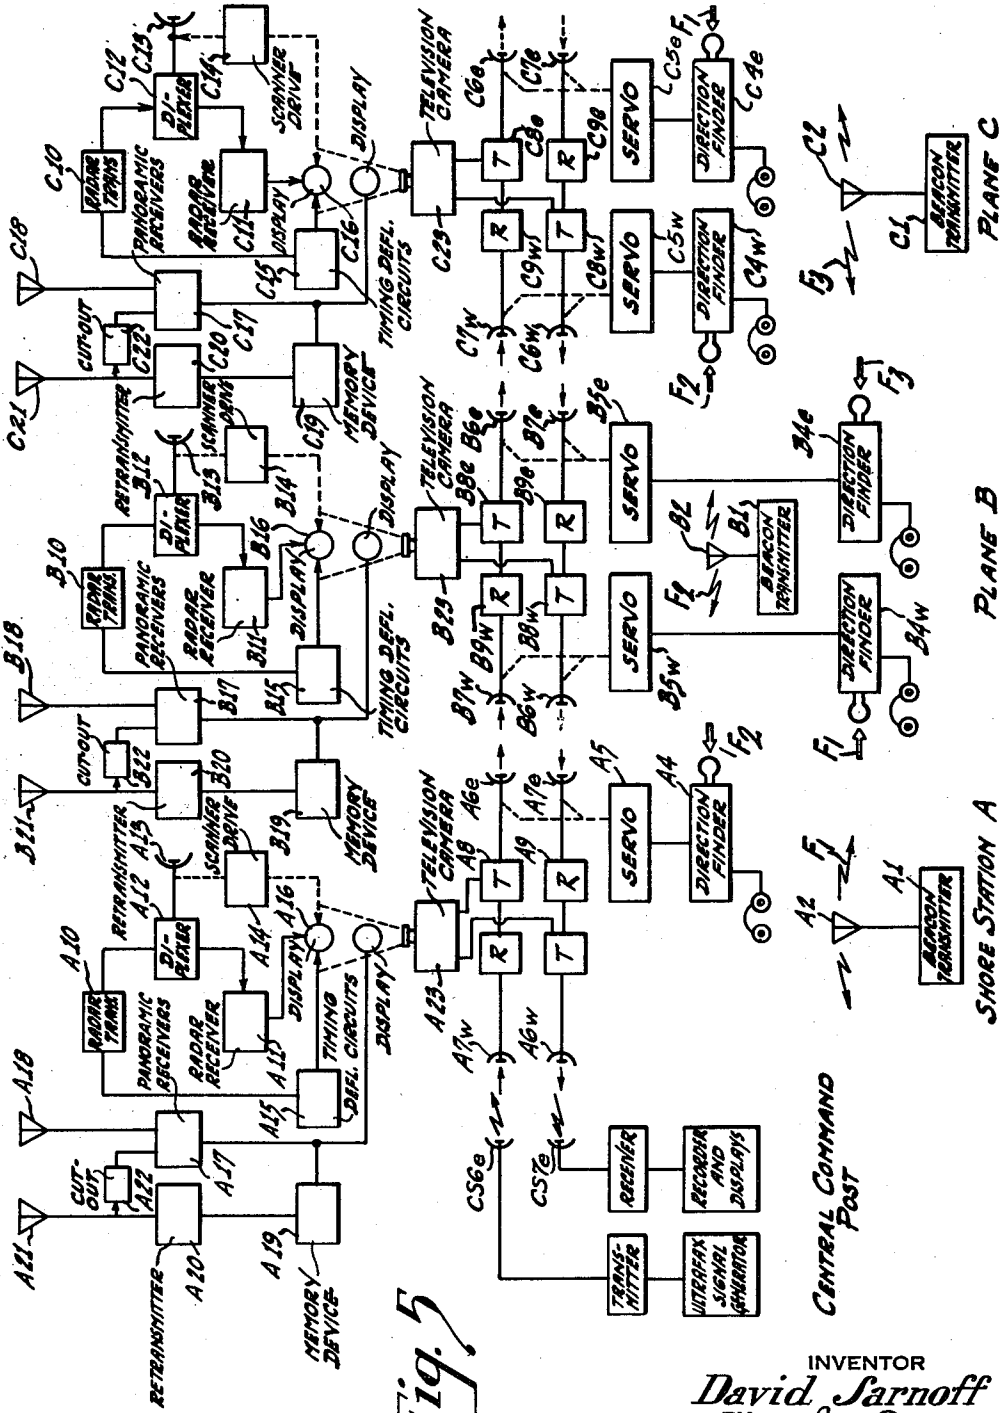 A21
A18
B21
B18
C21
C18
CUT-OUT
A22
A17
RETRANSMITTER
A20
A19
MEMORY DEVICE
PANORAMIC RECEIVERS
A10
RADAR TRANS.
A12
DI-PLEXER
A13
SCANNER DRIVE
A14
RADAR RECEIVER
A11
DISPLAY
A16
A15
TIMING DEFL. CIRCUITS
DISPLAY
TELEVISION CAMERA
A23
CUT-OUT
B22
B17
RETRANSMITTER
B20
B19
MEMORY DEVICE
PANORAMIC RECEIVERS
B10
RADAR TRANS.
B12
DI-PLEXER
B13
SCANNER DRIVE
B14
RADAR RECEIVER
B11
DISPLAY
B16
B15
TIMING DEFL. CIRCUITS
DISPLAY
TELEVISION CAMERA
B23
CUT-OUT
C22
C17
RETRANSMITTER
C20
C19
MEMORY DEVICE
PANORAMIC RECEIVERS
C10
RADAR TRANS
C12
DI-PLEXER
C13
SCANNER DRIVE
C14
RADAR RECEIVER
C11
DISPLAY
C16
C15
TIMING DEFL. CIRCUITS
DISPLAY
TELEVISION CAMERA
C23
CS6e
CS7e
A7w
A6w
R
T
A8
T
A9
R
A6e
A7e
B7w
B6w
B9w
R
B8w
T
B8e
T
B9e
R
B6e
B7e
C7w
C6w
C9w
R
C8w
T
C8e
T
C9e
R
C6e
C7e
TRANS-MITTER
RECEIVER
ULTRAFAX SIGNAL GENERATOR
RECORDER AND DISPLAYS
SERVO
A5
DIRECTION FINDER
A4
F2
SERVO
B5w
SERVO
B5e
DIRECTION FINDER
B4w
F1
DIRECTION FINDER
B4e
F3
SERVO
C5w
SERVO
C5e
DIRECTION FINDER
C4w
F2
DIRECTION FINDER
C4e
F1
A2
F1
A1
BEACON TRANSMITTER
B2
F2
B1
BEACON TRANSMITTER
C2
F3
C1
BEACON TRANSMITTER
CENTRAL COMMAND POST
SHORE STATION A
PLANE B
PLANE C
Fig. 5
INVENTOR
David Sarnoff